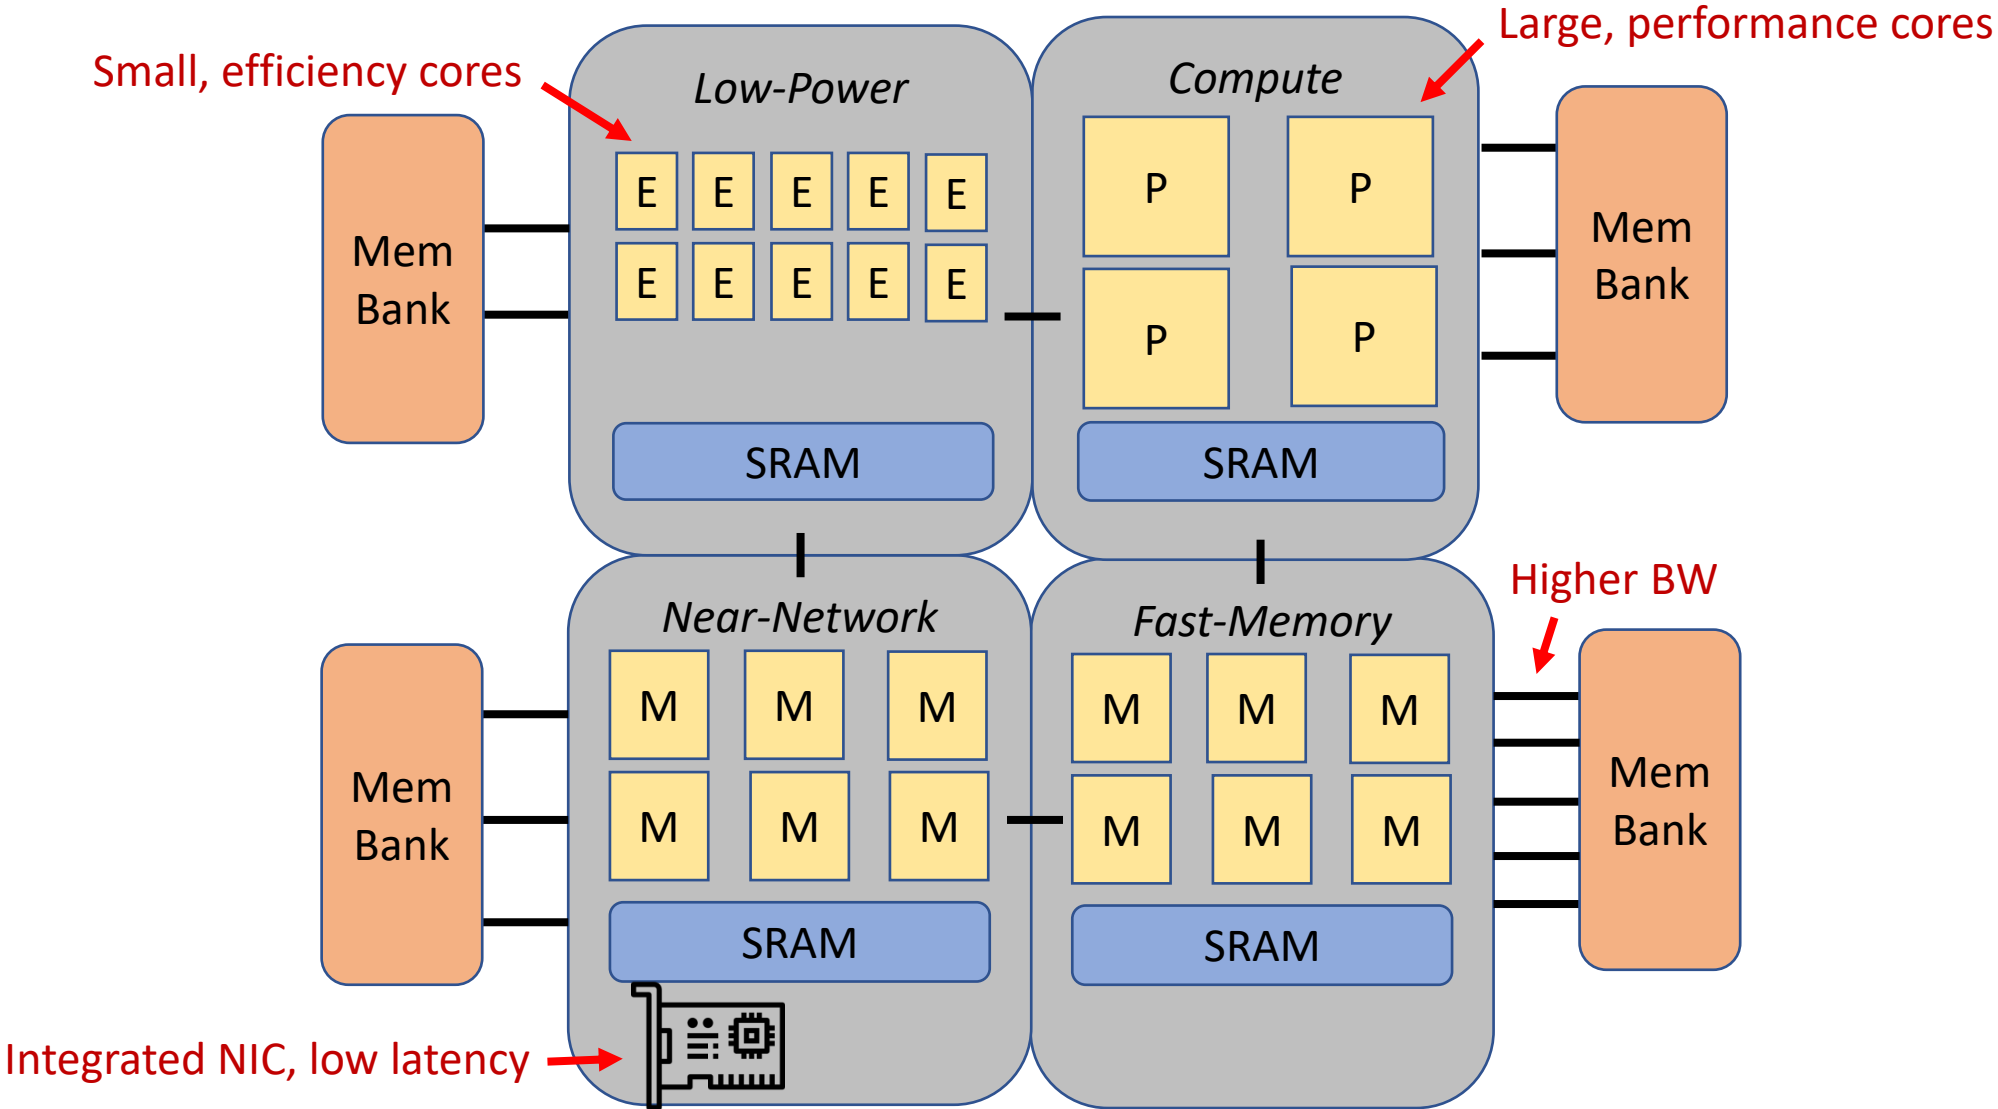 Large, performance cores
Small, efficiency cores
Low-Power
Compute
Mem
Bank
E E E E E
E E E E E
P P
P P
Mem
Bank
SRAM
SRAM
Higher BW
Near-Network
Fast-Memory
Mem
Bank
M M M
M M M
M M M
M M M
Mem
Bank
SRAM
SRAM
Integrated NIC, low latency